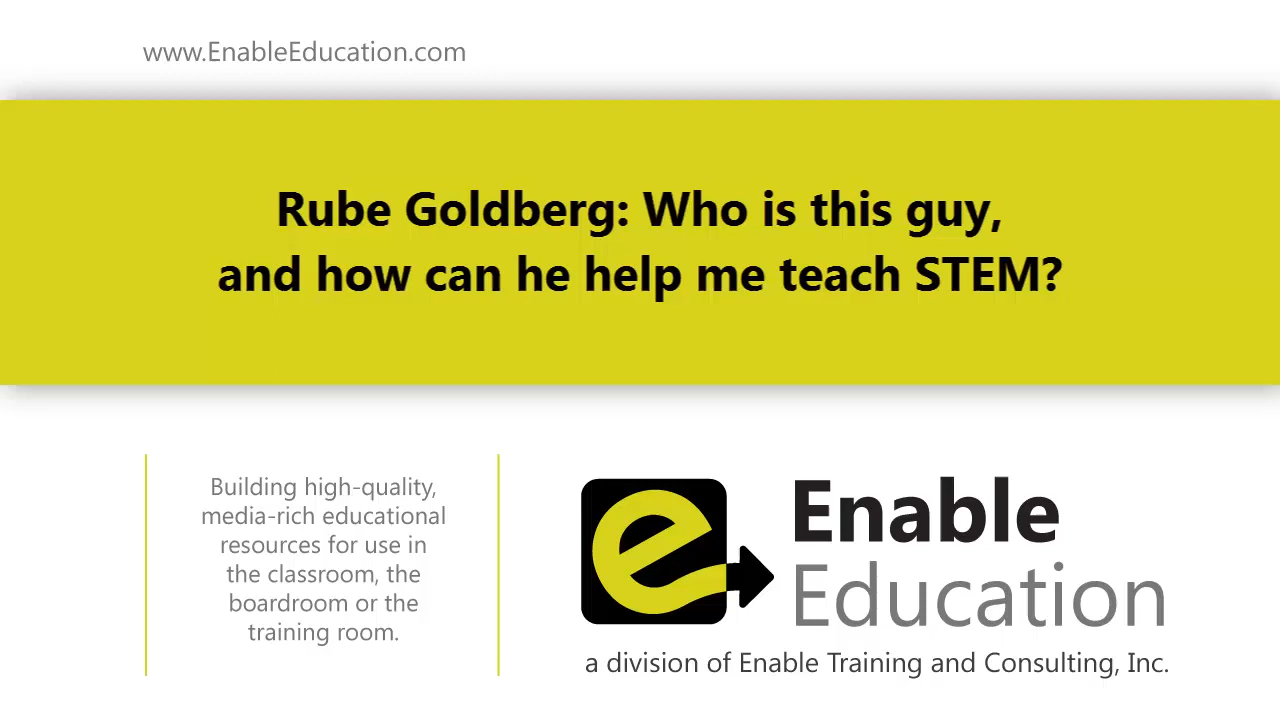 www.EnableEducation.com
Rube Goldberg: Who is this guy,
and how can he help me teach STEM?
Building high-quality,
media-rich educational
resources for use in
the classroom, the
boardroom or the
training room.
e
Enable
Education
a division of Enable Training and Consulting, Inc.